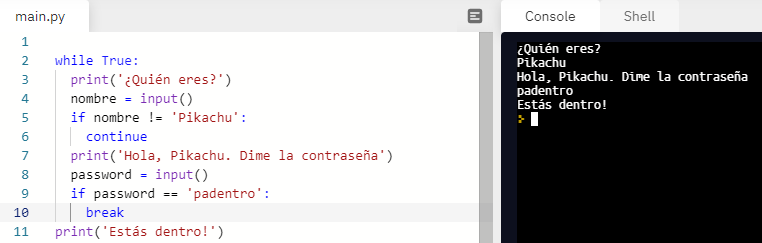 main.py
1
2 while True:
3 print('¿Quién eres?')
4 nombre = input()
5 if nombre != 'Pikachu':
6 continue
7 print('Hola, Pikachu. Dime la contraseña')
8 password = input()
9 if password == 'padentro':
10 break
11 print('Estás dentro!')
Console Shell
¿Quién eres?
Pikachu
Hola, Pikachu. Dime la contraseña
padentro
Estás dentro!
>